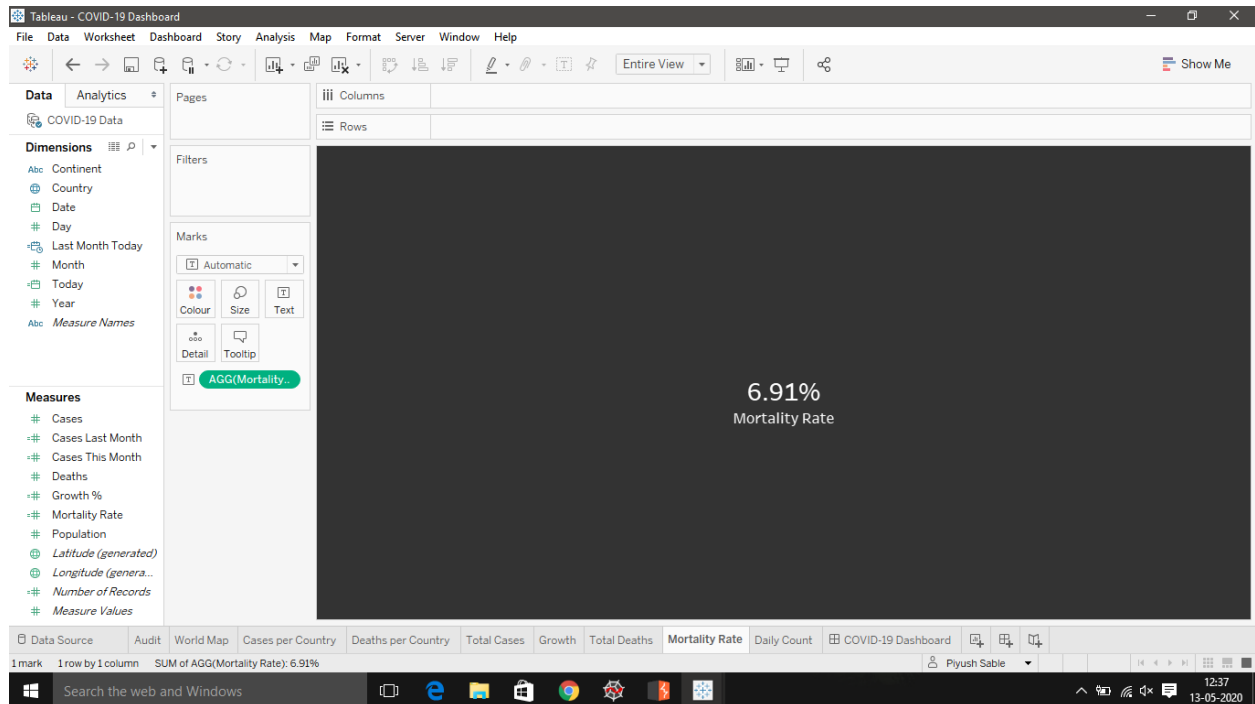 Tableau - COVID-19 Dashboard
File Data Worksheet Dashboard Story Analysis Map Format Server Window Help
Entire View
Show Me
Data Analytics
COVID-19 Data
Dimensions
Abc Continent
Country
Date
# Day
Last Month Today
# Month
Today
# Year
Abc Measure Names
Measures
# Cases
=# Cases Last Month
=# Cases This Month
# Deaths
=# Growth %
=# Mortality Rate
# Population
Latitude (generated)
Longitude (genera...
=# Number of Records
# Measure Values
Pages
Filters
Marks
T Automatic
Colour Size Text
Detail Tooltip
T AGG(Mortality..
iii Columns
Rows
6.91%
Mortality Rate
Data Source Audit World Map Cases per Country Deaths per Country Total Cases Growth Total Deaths Mortality Rate Daily Count COVID-19 Dashboard
1 mark 1 row by 1 column SUM of AGG(Mortality Rate): 6.91%
Piyush Sable
Search the web and Windows
12:37
13-05-2020